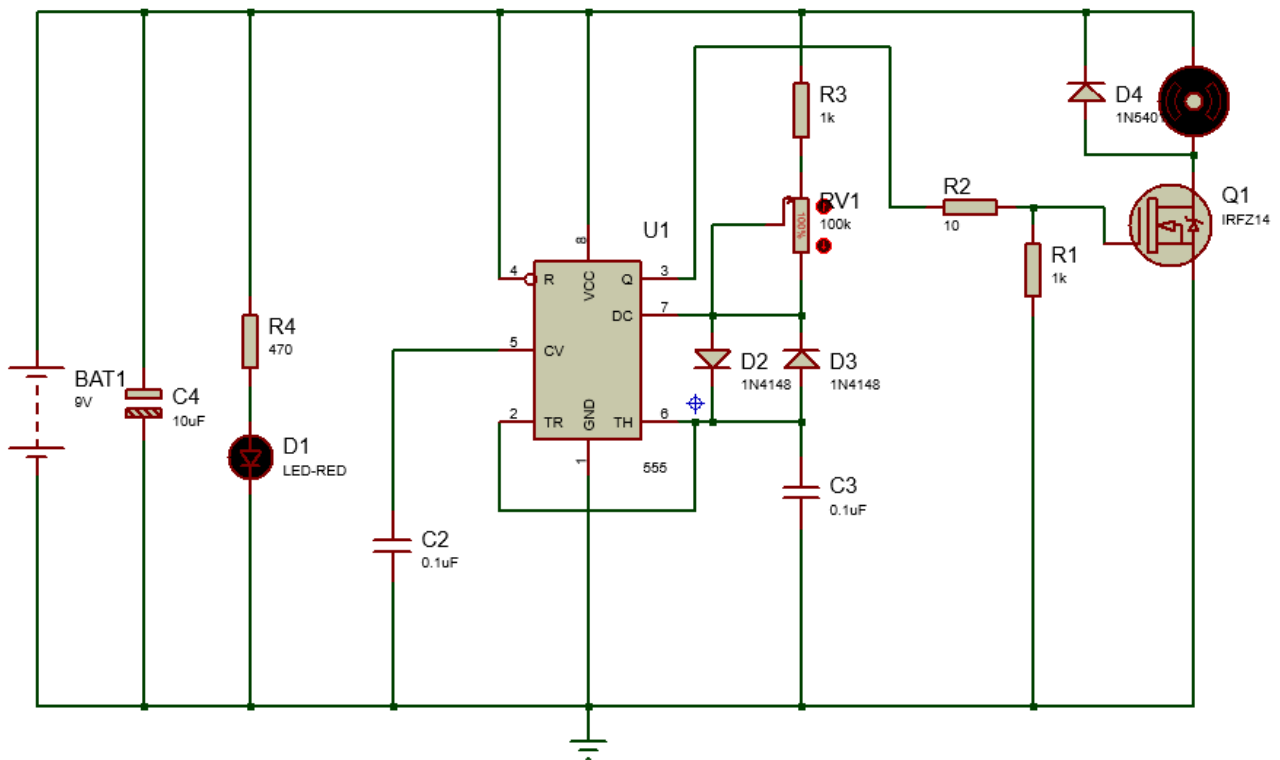 BAT1
9V
C4
10uF
R4
470
D1
LED-RED
C2
0.1uF
U1
555
4
R
8
VCC
Q
3
DC
7
5
CV
2
TR
GND
1
TH
6
R3
1k
RV1
100k
100%
D2
1N4148
D3
1N4148
C3
0.1uF
R2
10
R1
1k
D4
1N540
Q1
IRFZ14